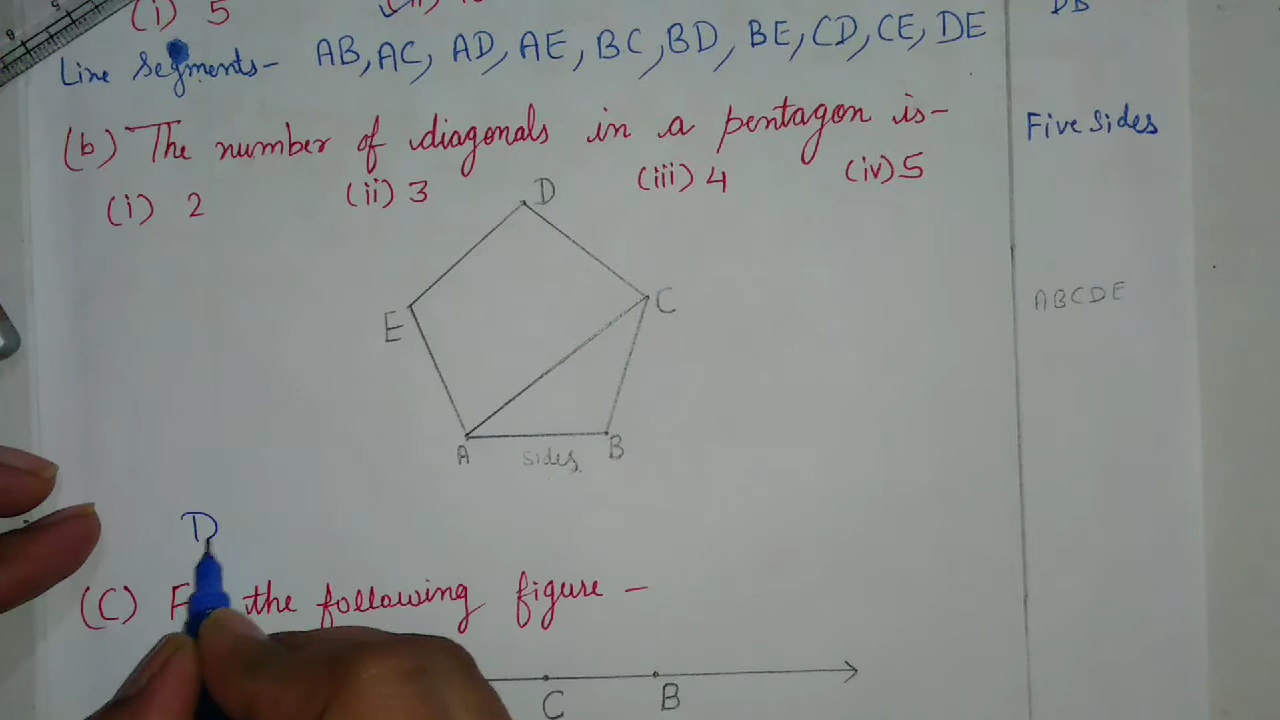 (i) 5
DB
Line Segments- AB, AC, AD, AE, BC, BD, BE, CD, CE, DE
(b) The number of diagonals in a pentagon is-
Five sides
(i) 2 (ii) 3 (iii) 4 (iv) 5
D
E
C
A B C D E
A
sides
B
D
(C) the following figure -
C B